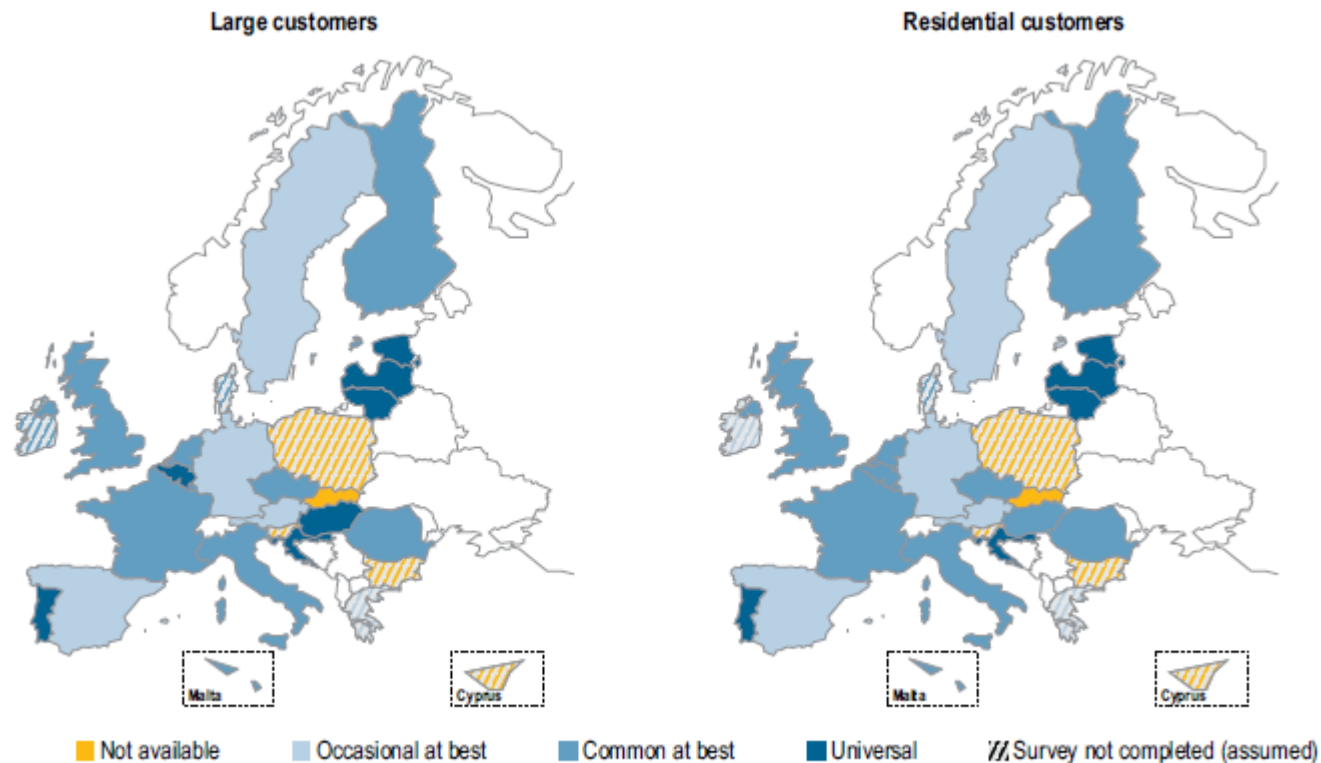 Large customers
Residential customers
Malta
Cyprus
Malta
Cyprus
Not available
Occasional at best
Common at best
Universal
Survey not completed (assumed)